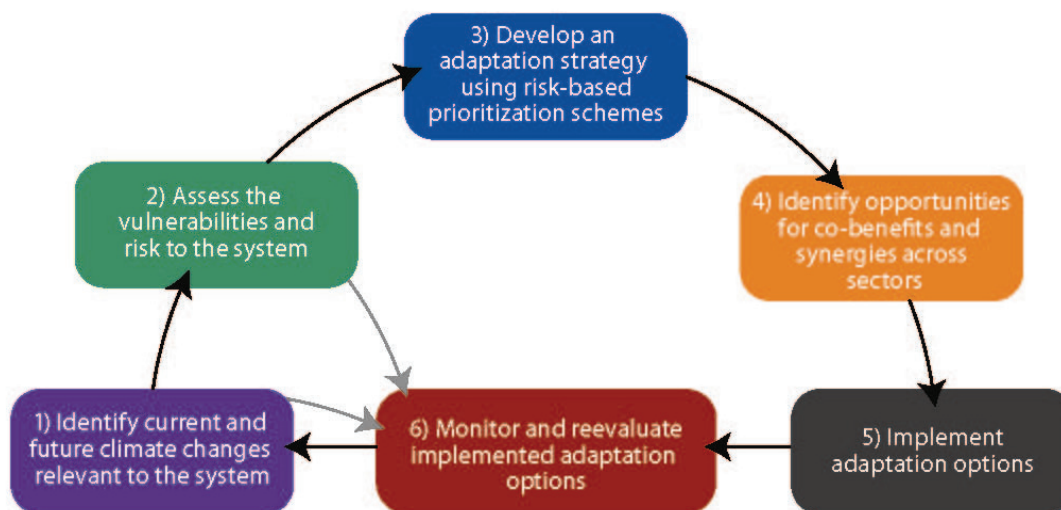 1) Identify current and
future climate changes
relevant to the system
2) Assess the
vulnerabilities and
risk to the system
3) Develop an
adaptation strategy
using risk-based
prioritization schemes
4) Identify opportunities
for co-benefits and
synergies across
sectors
5) Implement
adaptation options
6) Monitor and reevaluate
implemented adaptation
options